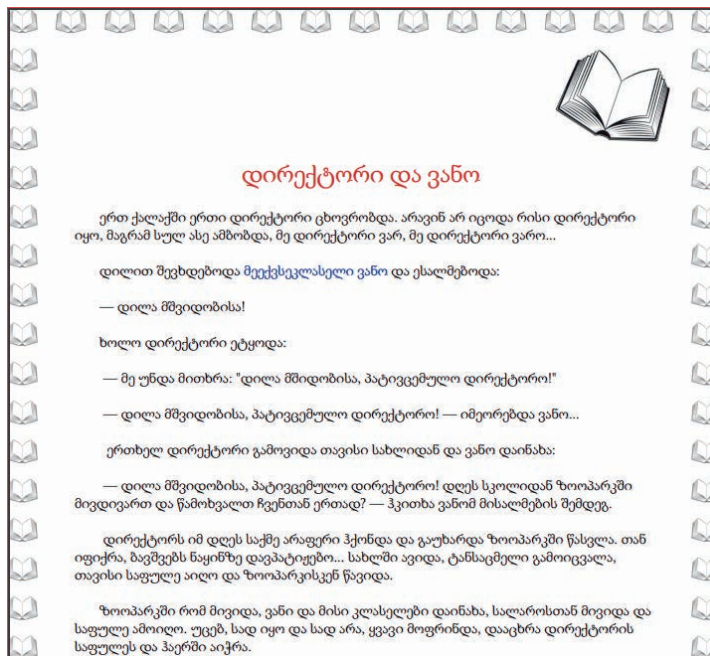 დირექტორი და ვანო
ერთ ქალაქში ერთი დირექტორი ცხოვრობდა. არავინ არ იცოდა რისი დირექტორი
იყო, მაგრამ სულ ასე ამბობდა, მე დირექტორი ვარ, მე დირექტორი ვარო...
დილით შევხდებოდა მეექვსეკლასელი ვანო და ესალმებოდა:
— დილა მშვიდობისა!
ხოლო დირექტორი ეტყოდა:
— მე უნდა მითხრა: "დილა მშიდობისა, პატივცემულო დირექტორო!"
— დილა მშვიდობისა, პატივცემულო დირექტორო! — იმეორებდა ვანო...
ერთხელ დირექტორი გამოვიდა თავისი სახლიდან და ვანო დაინახა:
— დილა მშვიდობისა, პატივცემულო დირექტორო! დღეს სკოლიდან ზოოპარკში
მივდივართ და წამოხვალთ ჩვენთან ერთად? — ჰკითხა ვანომ მისალმების შემდეგ.
დირექტორს იმ დღეს საქმე არაფერი ჰქონდა და გაუხარდა ზოოპარკში წასვლა. თან
იფიქრა, ბავშვებს ნაყინზე დავპატიჟებო... სახლში ავიდა, ტანსაცმელი გამოიცვალა,
თავისი საფულე აიღო და ზოოპარკისკენ წავიდა.
ზოოპარკში რომ მივიდა, ვანი და მისი კლასელები დაინახა, სალაროსთან მივიდა და
საფულე ამოიღო. უცებ, სად იყო და სად არა, ყვავი მოფრინდა, დააცხრა დირექტორის
საფულეს და ჰაერში აიჭრა.